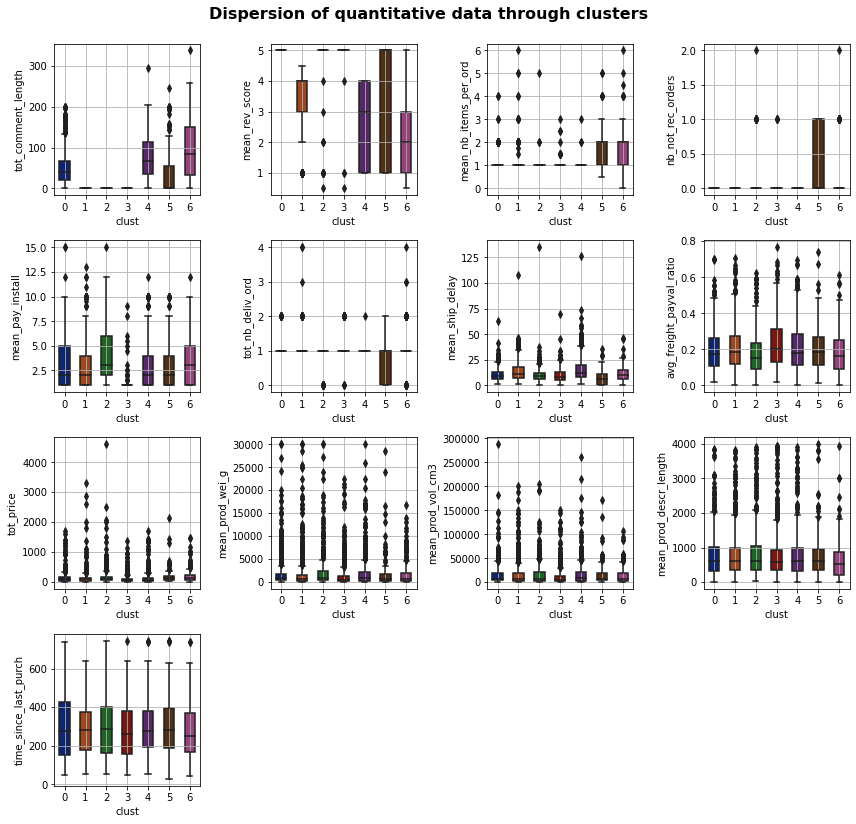 Dispersion of quantitative data through clusters
tot_comment_length
300
200
100
0
0 1 2 3 4 5 6
clust
mean_rev_score
5
4
3
2
1
0 1 2 3 4 5 6
clust
mean_nb_items_per_ord
6
5
4
3
2
1
0
0 1 2 3 4 5 6
clust
nb_not_rec_orders
2.0
1.5
1.0
0.5
0.0
0 1 2 3 4 5 6
clust
mean_pay_install
15.0
12.5
10.0
7.5
5.0
2.5
0 1 2 3 4 5 6
clust
tot_nb_deliv_ord
4
3
2
1
0
0 1 2 3 4 5 6
clust
mean_ship_delay
125
100
75
50
25
0
0 1 2 3 4 5 6
clust
avg_freight_payval_ratio
0.8
0.6
0.4
0.2
0.0
0 1 2 3 4 5 6
clust
tot_price
4000
3000
2000
1000
0
0 1 2 3 4 5 6
clust
mean_prod_wei_g
30000
25000
20000
15000
10000
5000
0
0 1 2 3 4 5 6
clust
mean_prod_vol_cm3
300000
250000
200000
150000
100000
50000
0
0 1 2 3 4 5 6
clust
mean_prod_descr_length
4000
3000
2000
1000
0
0 1 2 3 4 5 6
clust
time_since_last_purch
600
400
200
0
0 1 2 3 4 5 6
clust